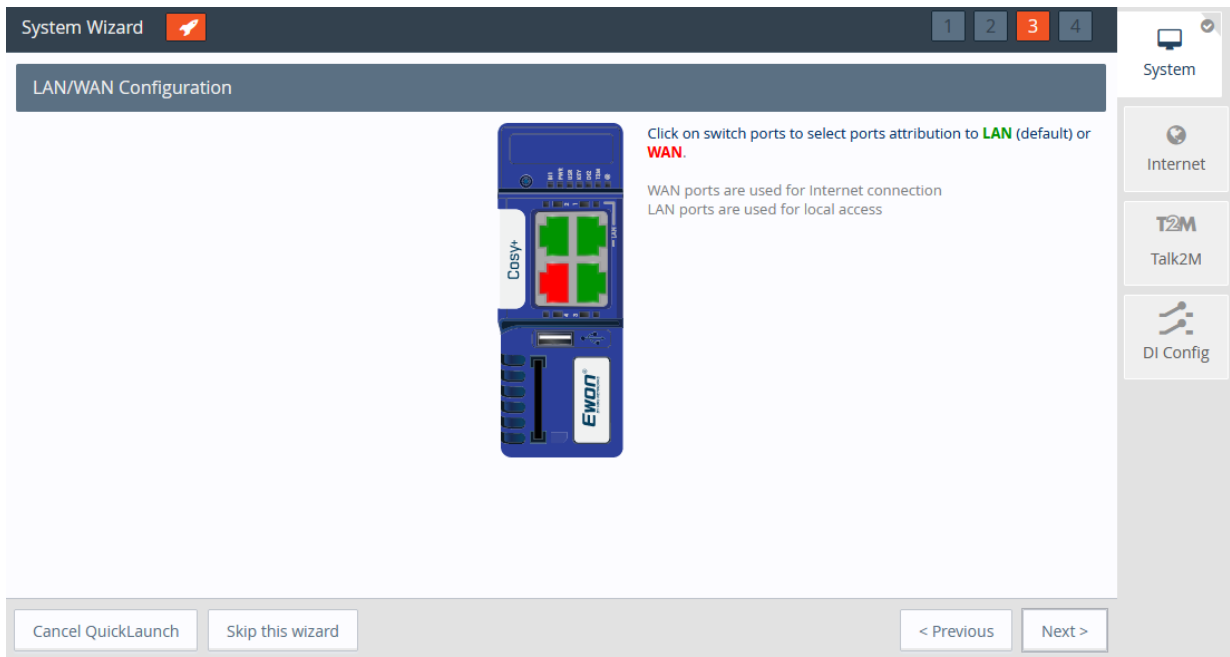 System Wizard
1 2 3 4
System
LAN/WAN Configuration
Click on switch ports to select ports attribution to LAN (default) or
WAN.
WAN ports are used for Internet connection
LAN ports are used for local access
Internet
T2M
Talk2M
DI Config
LAN
Cosy+
Ewon®
Cancel QuickLaunch
Skip this wizard
< Previous
Next >